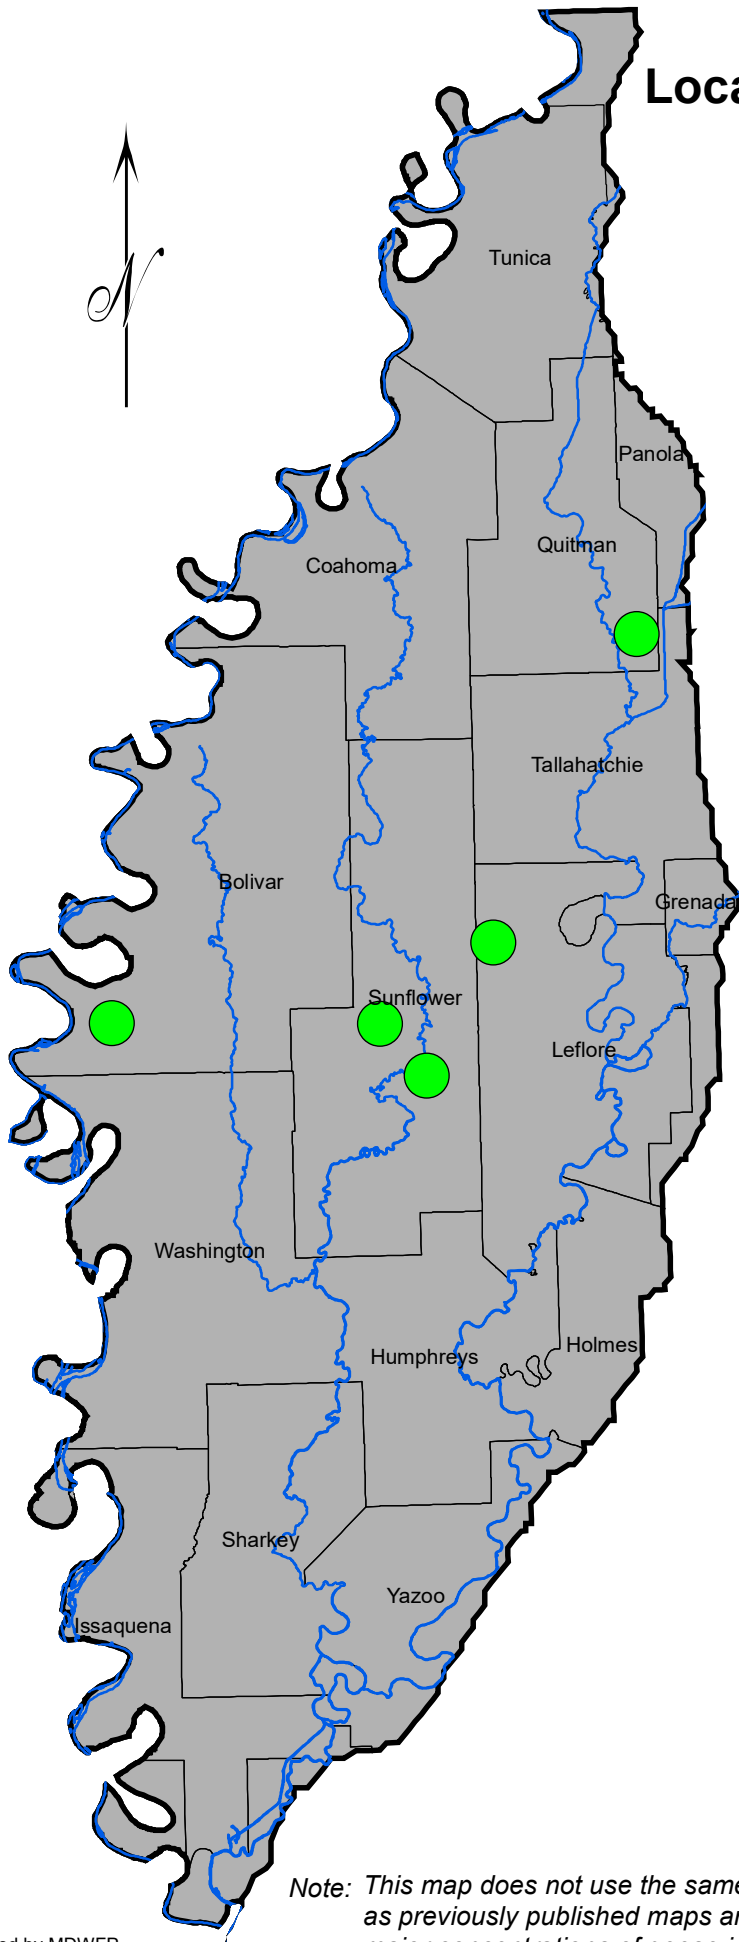 Loca
N
Tunica
Panola
Quitman
Coahoma
Tallahatchie
Bolivar
Grenada
Sunflower
Leflore
Washington
Holmes
Humphreys
Sharkey
Yazoo
Issaquena
Note: This map does not use the same
as previously published maps an